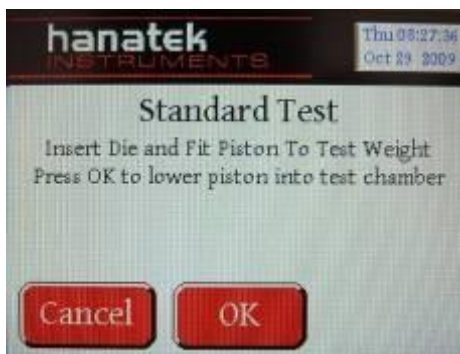 hanatek
INSTRUMENTS
Thu 08:27:36
Oct 29 2009
Standard Test
Insert Die and Fit Piston To Test Weight
Press OK to lower piston into test chamber
Cancel
OK